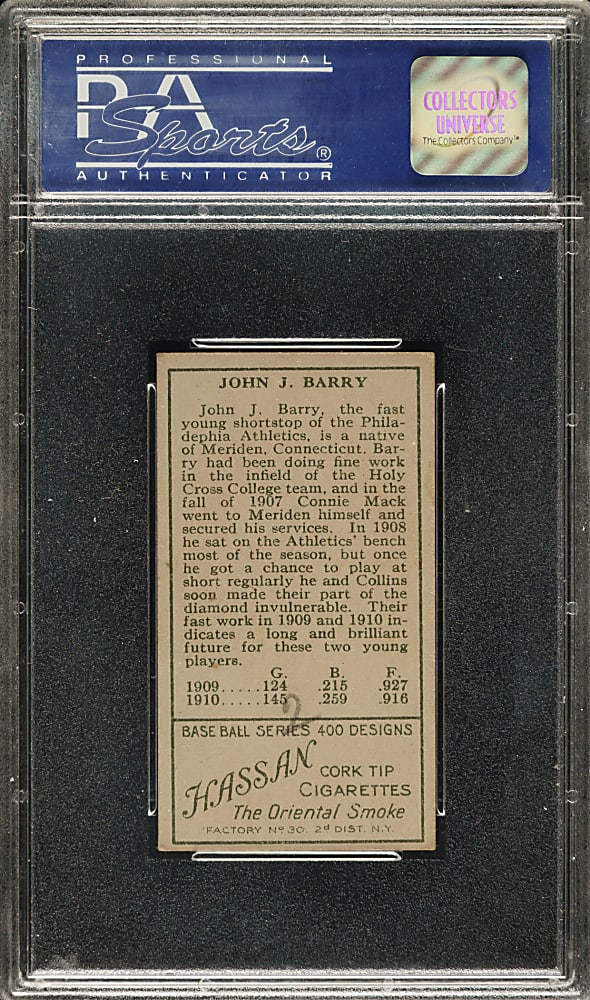 PROFESSIONAL
PSA
Sports®
AUTHENTICATOR
COLLECTORS
UNIVERSE
The Collectors Company™
JOHN J. BARRY
John J. Barry, the fast
young shortstop of the Phila-
dephia Athletics, is a native
of Meriden, Connecticut. Bar-
ry had been doing fine work
in the infield of the Holy
Cross College team, and in the
fall of 1907 Connie Mack
went to Meriden himself and
secured his services. In 1908
he sat on the Athletics' bench
most of the season, but once
he got a chance to play at
short regularly he and Collins
soon made their part of the
diamond invulnerable. Their
fast work in 1909 and 1910 in-
dicates a long and brilliant
future for these two young
players.
G. B. F.
1909.....124 .215 .927
1910.....145 .259 .916
2
BASE BALL SERIES 400 DESIGNS
HASSAN CORK TIP
CIGARETTES
The Oriental Smoke
FACTORY Nº 30. 2d DIST. N.Y.